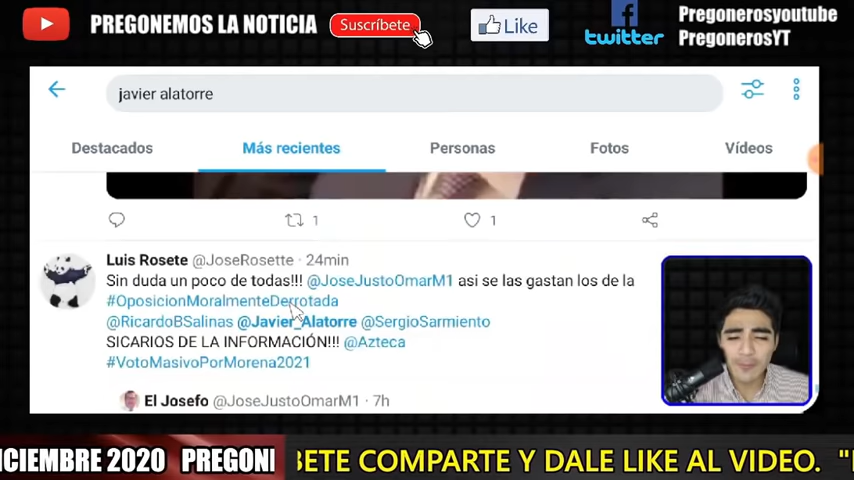 PREGONEMOS LA NOTICIA
Suscríbete
Like
twitter
Pregonerosyoutube
PregonerosYT
javier alatorre
Destacados
Más recientes
Personas
Fotos
Vídeos
1
1
Luis Rosete @JoseRosette · 24min
Sin duda un poco de todas!!! @JoseJustoOmarM1 asi se las gastan los de la
#OposicionMoralmenteDerrotada
@RicardoBSalinas @Javier_Alatorre @SergioSarmiento
SICARIOS DE LA INFORMACIÓN!!! @Azteca
#VotoMasivoPorMorena2021
El Josefo @JoseJustoOmarM1 · 7h
ICIEMBRE 2020 PREGONI
BETE COMPARTE Y DALE LIKE AL VIDEO. "